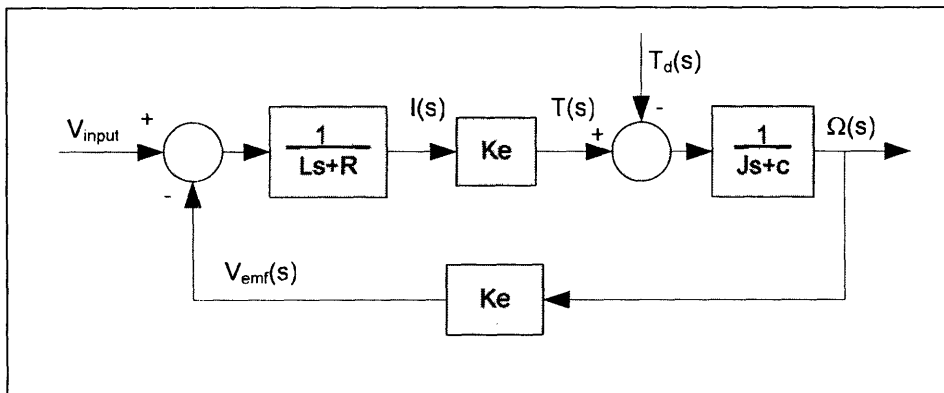 T_d(s)
-
V_input
+
1
Ls+R
I(s)
Ke
T(s)
+
1
Js+c
Ω(s)
-
V_emf(s)
Ke